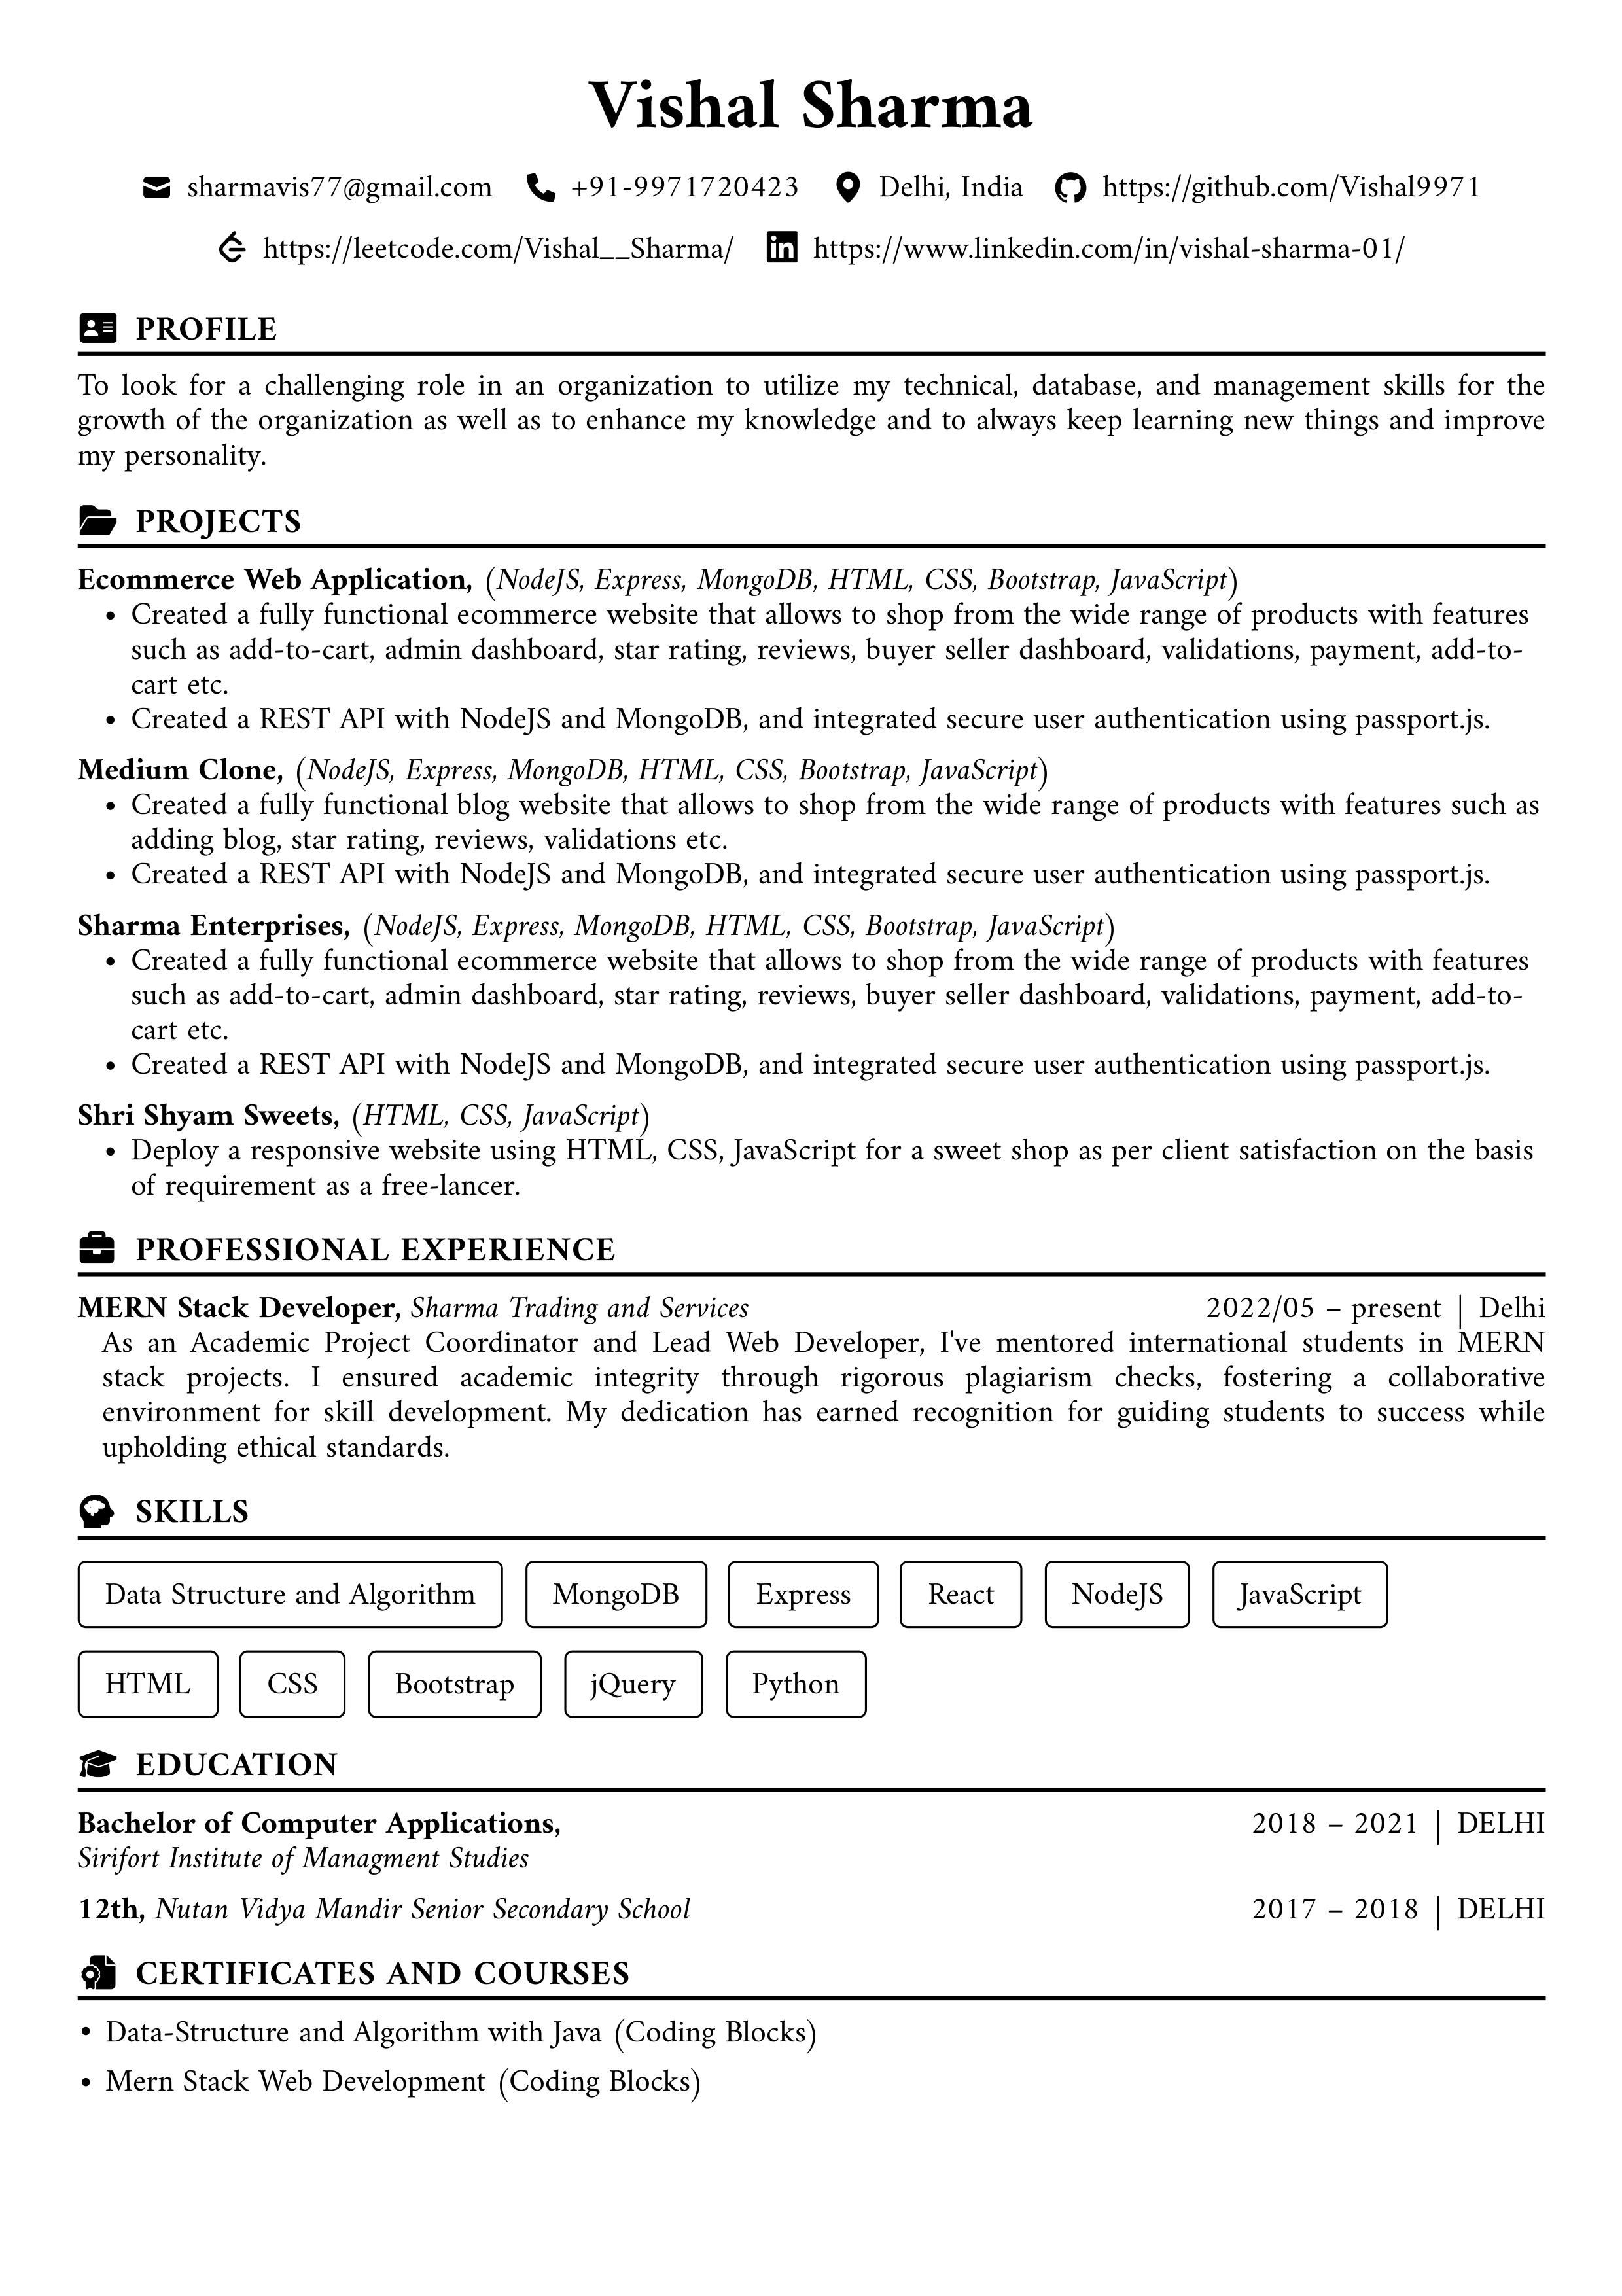 Vishal Sharma
sharmavis77@gmail.com +91-9971720423 Delhi, India https://github.com/Vishal9971
https://leetcode.com/Vishal__Sharma/ https://www.linkedin.com/in/vishal-sharma-01/
PROFILE
To look for a challenging role in an organization to utilize my technical, database, and management skills for the
growth of the organization as well as to enhance my knowledge and to always keep learning new things and improve
my personality.
PROJECTS
Ecommerce Web Application, (NodeJS, Express, MongoDB, HTML, CSS, Bootstrap, JavaScript)
• Created a fully functional ecommerce website that allows to shop from the wide range of products with features
such as add-to-cart, admin dashboard, star rating, reviews, buyer seller dashboard, validations, payment, add-to-
cart etc.
• Created a REST API with NodeJS and MongoDB, and integrated secure user authentication using passport.js.
Medium Clone, (NodeJS, Express, MongoDB, HTML, CSS, Bootstrap, JavaScript)
• Created a fully functional blog website that allows to shop from the wide range of products with features such as
adding blog, star rating, reviews, validations etc.
• Created a REST API with NodeJS and MongoDB, and integrated secure user authentication using passport.js.
Sharma Enterprises, (NodeJS, Express, MongoDB, HTML, CSS, Bootstrap, JavaScript)
• Created a fully functional ecommerce website that allows to shop from the wide range of products with features
such as add-to-cart, admin dashboard, star rating, reviews, buyer seller dashboard, validations, payment, add-to-
cart etc.
• Created a REST API with NodeJS and MongoDB, and integrated secure user authentication using passport.js.
Shri Shyam Sweets, (HTML, CSS, JavaScript)
• Deploy a responsive website using HTML, CSS, JavaScript for a sweet shop as per client satisfaction on the basis
of requirement as a free-lancer.
PROFESSIONAL EXPERIENCE
MERN Stack Developer, Sharma Trading and Services 2022/05 – present | Delhi
As an Academic Project Coordinator and Lead Web Developer, I've mentored international students in MERN
stack projects. I ensured academic integrity through rigorous plagiarism checks, fostering a collaborative
environment for skill development. My dedication has earned recognition for guiding students to success while
upholding ethical standards.
SKILLS
Data Structure and Algorithm MongoDB Express React NodeJS JavaScript
HTML CSS Bootstrap jQuery Python
EDUCATION
Bachelor of Computer Applications, 2018 – 2021 | DELHI
Sirifort Institute of Managment Studies
12th, Nutan Vidya Mandir Senior Secondary School 2017 – 2018 | DELHI
CERTIFICATES AND COURSES
• Data-Structure and Algorithm with Java (Coding Blocks)
• Mern Stack Web Development (Coding Blocks)